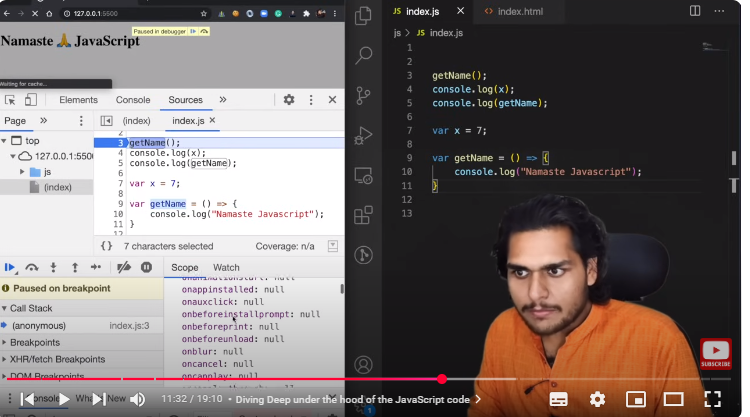 127.0.0.1:5500
Paused in debugger
Namaste 🙏 JavaScript
Waiting for cache...
Elements Console Sources
Page
(index) index.js
top
127.0.0.1:5500
js
(index)
2
3 getName();
4 console.log(x);
5 console.log(getName);
6
7 var x = 7;
8
9 var getName = () => {
10 console.log("Namaste Javascript");
11 }
12
{} 7 characters selected Coverage: n/a
Scope Watch
Paused on breakpoint
Call Stack
(anonymous) index.js:3
Breakpoints
XHR/fetch Breakpoints
DOM Breakpoints
onanimationstart: null
onappinstalled: null
onauxclick: null
onbeforeinstallprompt: null
onbeforeprint: null
onbeforeunload: null
onblur: null
oncancel: null
oncanplay: null
Console What's New
JS index.js
index.html
js > JS index.js
1
2
3 getName();
4 console.log(x);
5 console.log(getName);
6
7 var x = 7;
8
9 var getName = () => {
10 console.log("Namaste Javascript");
11 }
12
13
SUBSCRIBE
11:32 / 19:10 • Diving Deep under the hood of the JavaScript code >
1